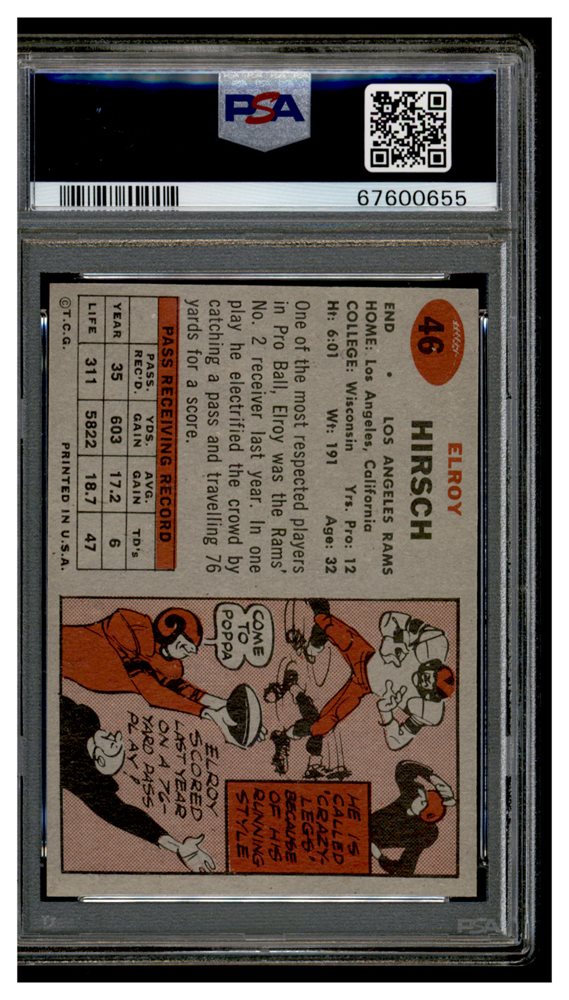 PSA
67600655
46
ELROY
HIRSCH
END • LOS ANGELES RAMS
HOME: Los Angeles, California
COLLEGE: Wisconsin Yrs. Pro: 12
Ht: 6:01 Wt: 191 Age: 32
One of the most respected players
in Pro Ball, Elroy was the Rams'
No. 2 receiver last year. In one
play he electrified the crowd by
catching a pass and travelling 76
yards for a score.
PASS RECEIVING RECORD
PASS. YDS. AVG.
YEAR REC'D. GAIN GAIN TD's
35 603 17.2 6
LIFE 311 5822 18.7 47
©T.C.G. PRINTED IN U.S.A.
HE IS
CALLED
'CRAZY
LEGS'
BECAUSE
OF HIS
RUNNING
STYLE
COME
TO
POPPA
ELROY
SCORED
LAST YEAR
ON A 76-
YARD PASS
PLAY!
PSA